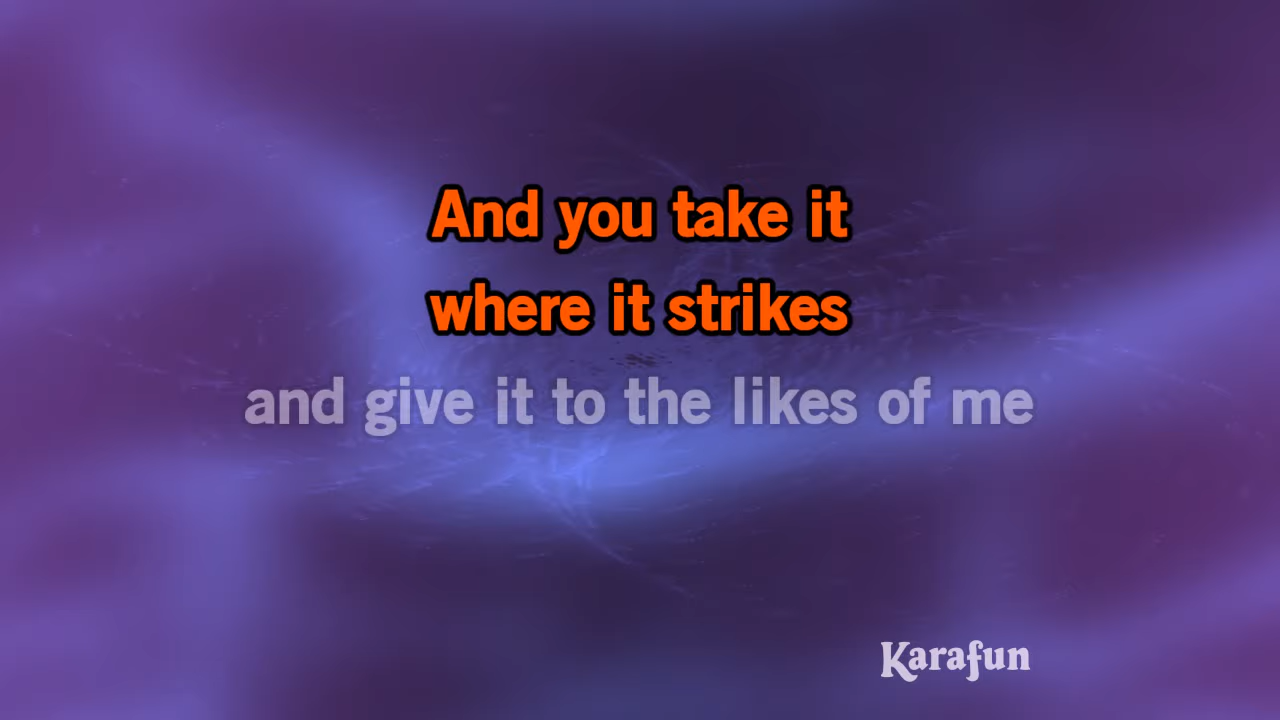 And you take it
where it strikes
and give it to the likes of me
Karafun